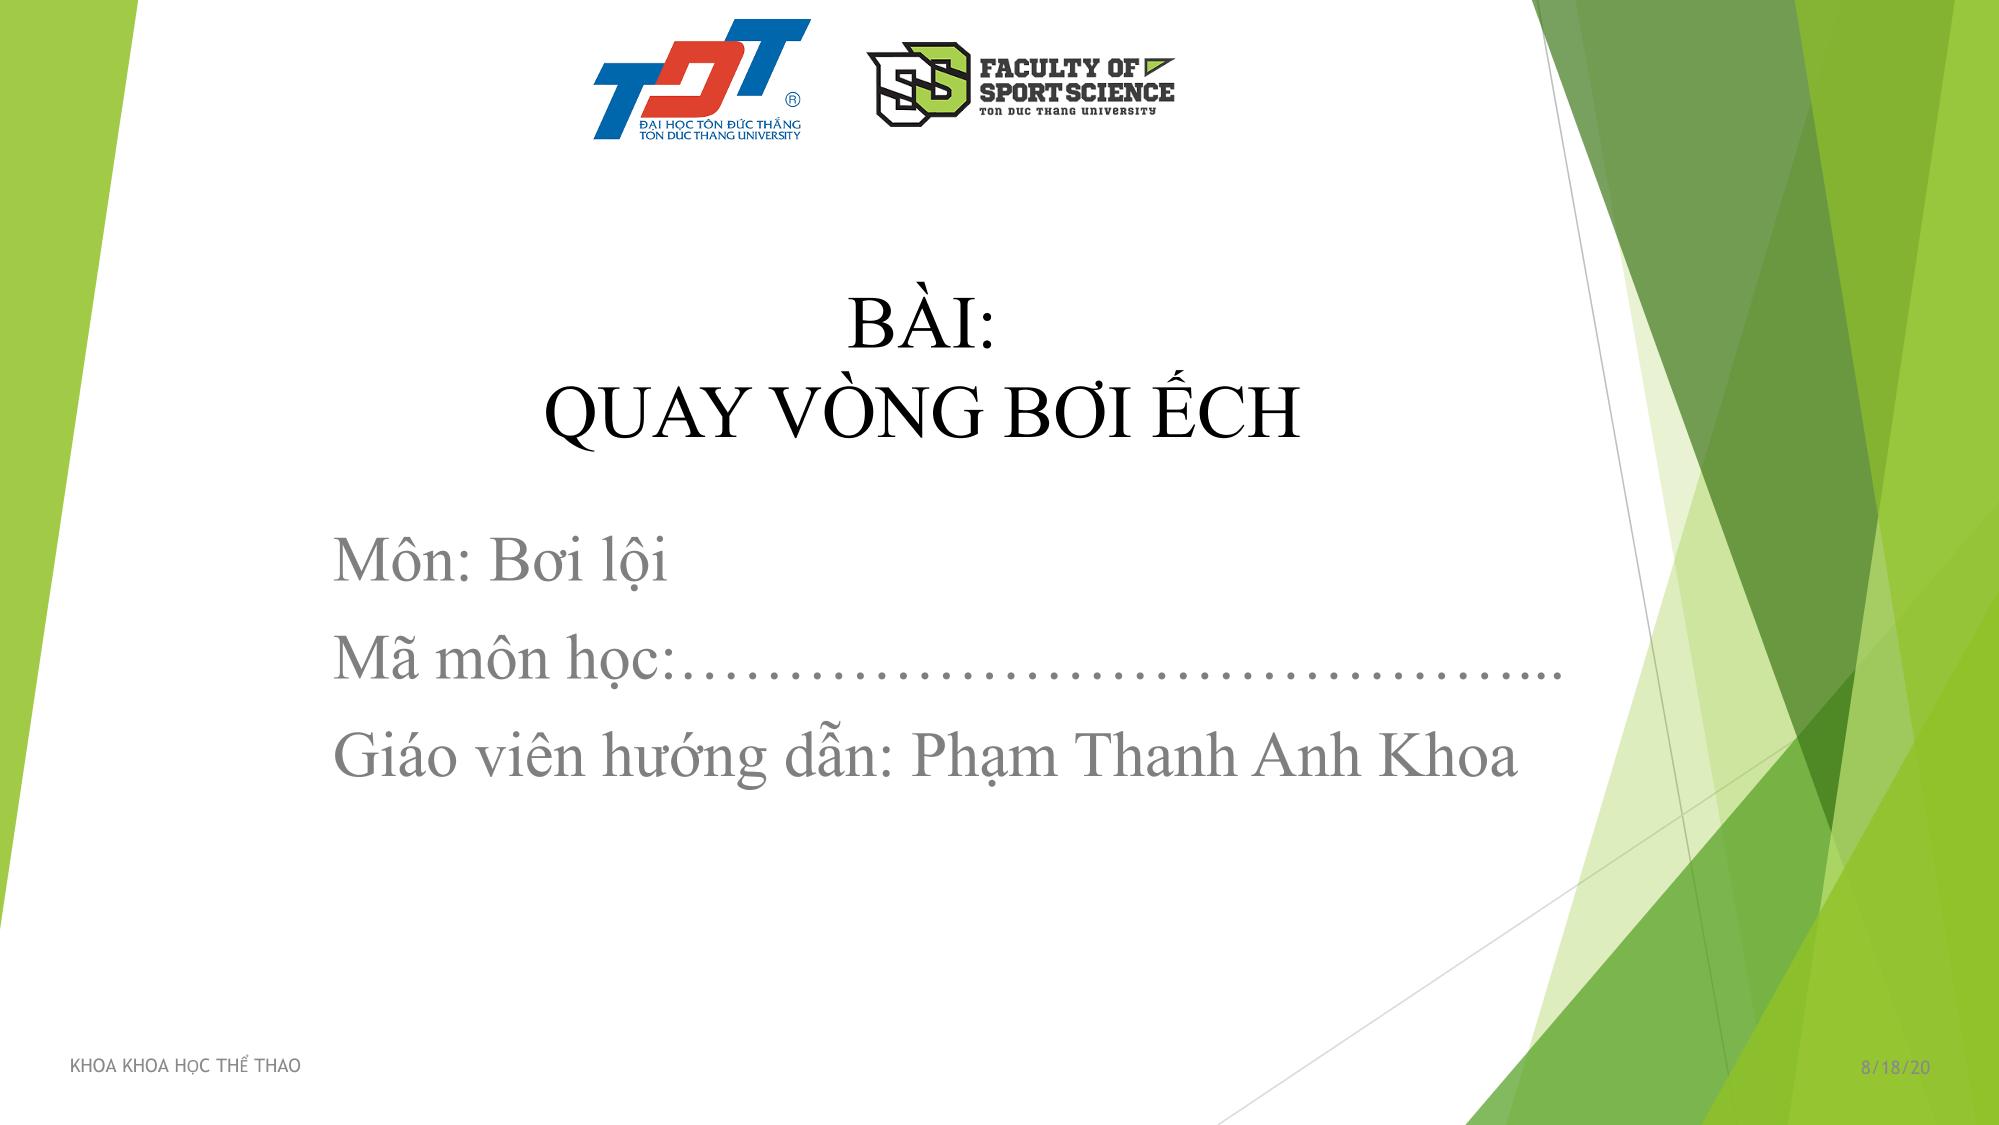 TDT
®
ĐẠI HỌC TÔN ĐỨC THẮNG
TON DUC THANG UNIVERSITY
SS
FACULTY OF
SPORT SCIENCE
TON DUC THANG UNIVERSITY
BÀI:
QUAY VÒNG BƠI ẾCH
Môn: Bơi lội
Mã môn học:…………………………………………...
Giáo viên hướng dẫn: Phạm Thanh Anh Khoa
KHOA KHOA HỌC THỂ THAO
8/18/20